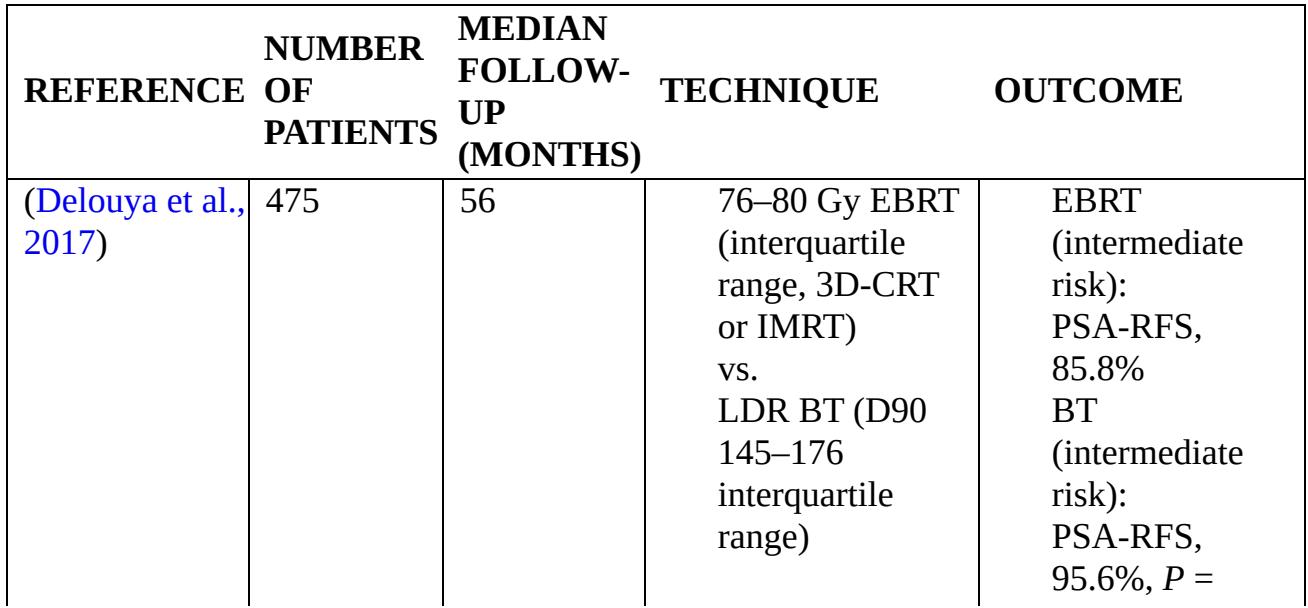 REFERENCE
NUMBER
OF
PATIENTS
MEDIAN
FOLLOW-
UP
(MONTHS)
TECHNIQUE
OUTCOME
(Delouya et al.,
2017)
475
56
76–80 Gy EBRT
(interquartile
range, 3D-CRT
or IMRT)
vs.
LDR BT (D90
145–176
interquartile
range)
EBRT
(intermediate
risk):
PSA-RFS,
85.8%
BT
(intermediate
risk):
PSA-RFS,
95.6%, P =